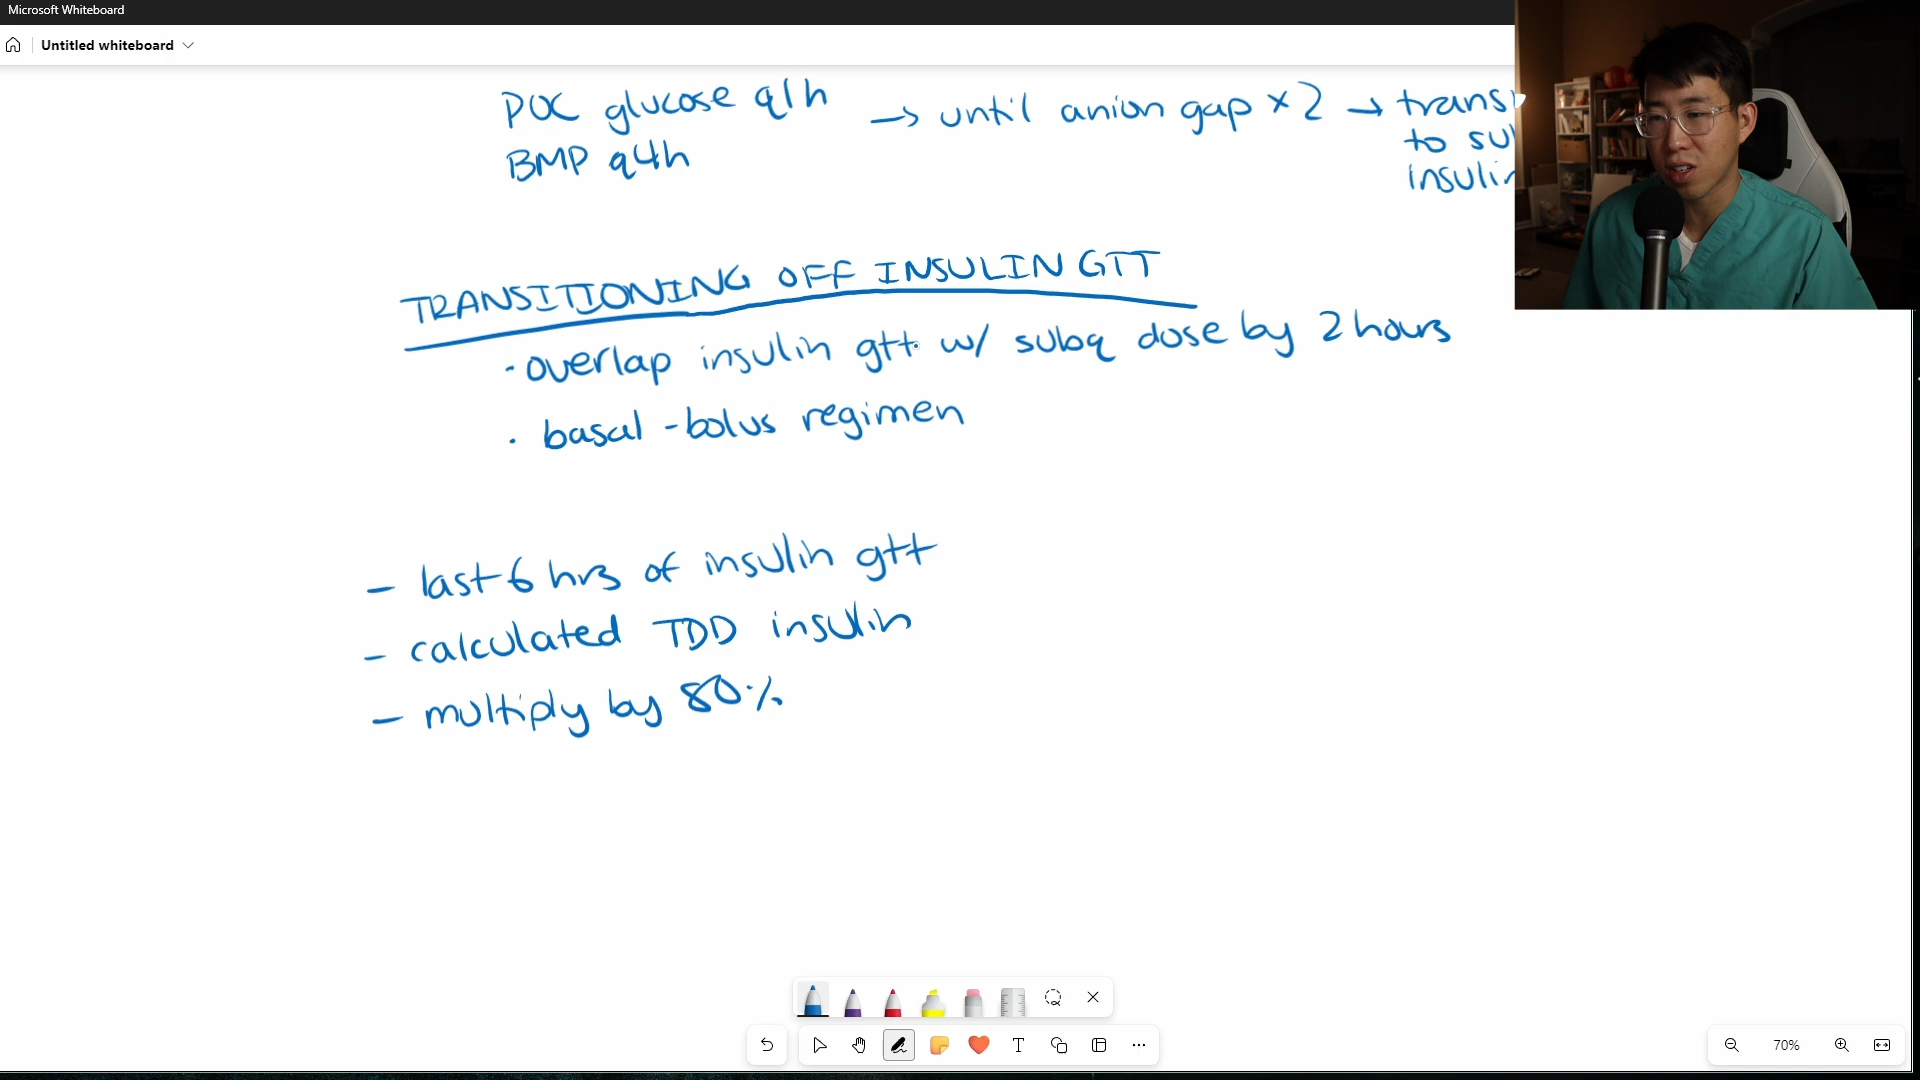 Microsoft Whiteboard
Untitled whiteboard
POC glucose q1h → until anion gap x 2 → trans
BMP q4h
to su
insulin
TRANSITIONING OFF INSULIN GTT
· overlap insulin gtt w/ subq dose by 2 hours
· basal-bolus regimen
- last 6 hrs of insulin gtt
- calculated TDD insulin
- multiply by 80%
70%